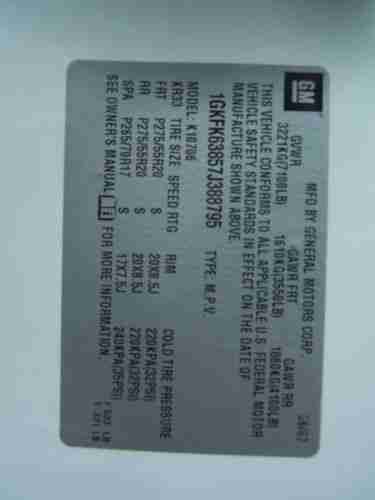 GM
MFD BY GENERAL MOTORS CORP.
GVWR GAWR FRT GAWR RR
3221KG(7100LB) 1610KG(3550LB) 1860KG(4100LB)
THIS VEHICLE CONFORMS TO ALL APPLICABLE U.S. FEDERAL MOTOR
VEHICLE SAFETY STANDARDS IN EFFECT ON THE DATE OF
MANUFACTURE SHOWN ABOVE.
1GKFK63857J388795 TYPE: M.P.V.
MODEL: K10706
XR33 TIRE SIZE SPEED RTG RIM COLD TIRE PRESSURE
FRT P275/55R20 S 20X8.5J 220KPA(32PSI)
RR P275/55R20 S 20X8.5J 220KPA(32PSI)
SPA P265/70R17 S 17X7.5J 240KPA(35PSI)
SEE OWNER'S MANUAL FOR MORE INFORMATION.